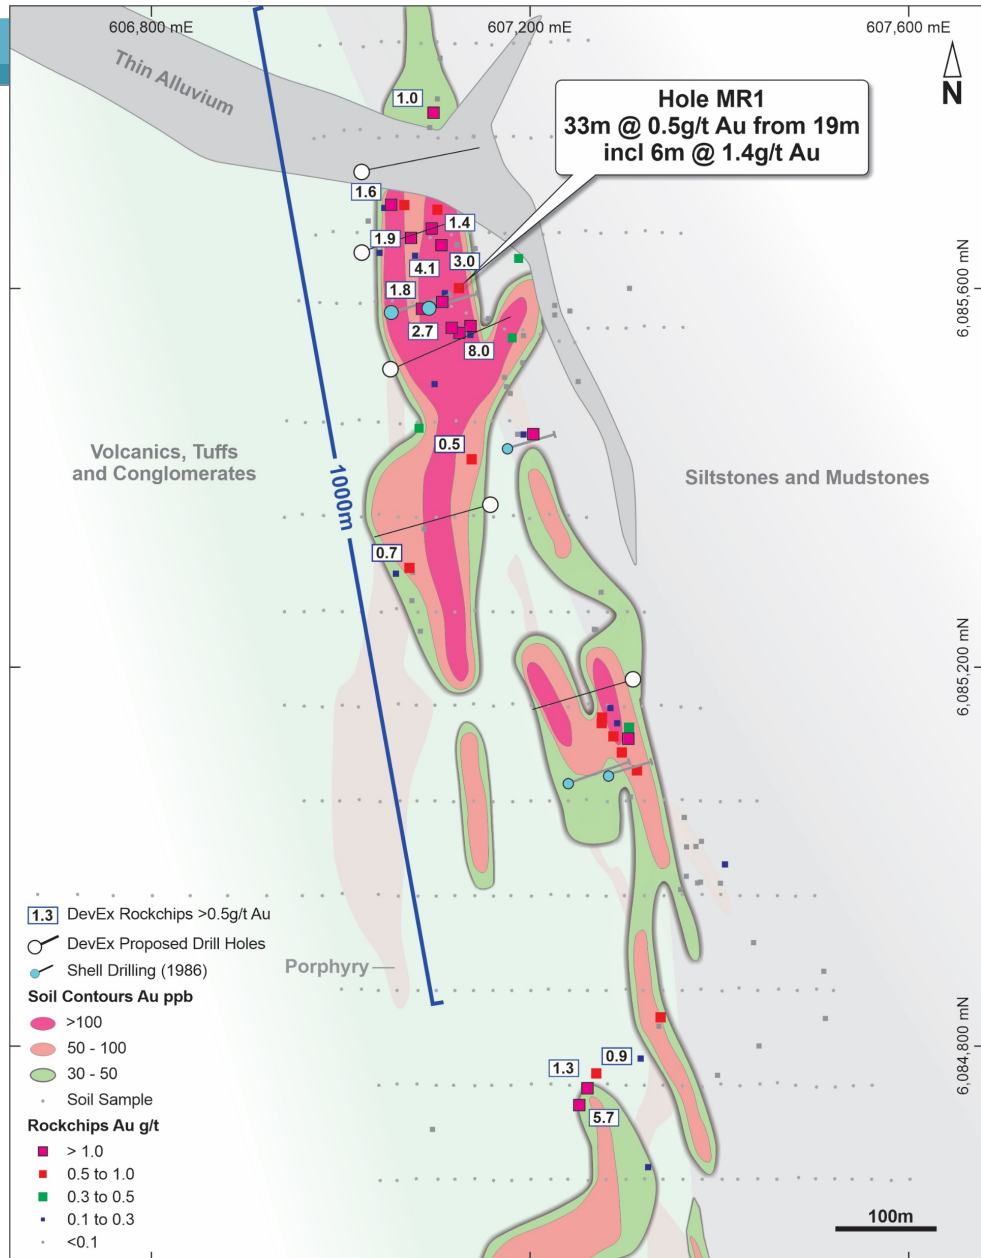 606,800 mE
607,200 mE
607,600 mE
Thin Alluvium
N
1.0
Hole MR1
33m @ 0.5g/t Au from 19m
incl 6m @ 1.4g/t Au
1.6
1.4
1.9
3.0
4.1
1.8
2.7
8.0
6,085,600 mN
0.5
Volcanics, Tuffs
and Conglomerates
1000m
Siltstones and Mudstones
0.7
6,085,200 mN
1.3 DevEx Rockchips >0.5g/t Au
DevEx Proposed Drill Holes
Shell Drilling (1986)
Porphyry
Soil Contours Au ppb
>100
50 - 100
30 - 50
Soil Sample
Rockchips Au g/t
> 1.0
0.5 to 1.0
0.3 to 0.5
0.1 to 0.3
<0.1
6,084,800 mN
0.9
1.3
5.7
100m